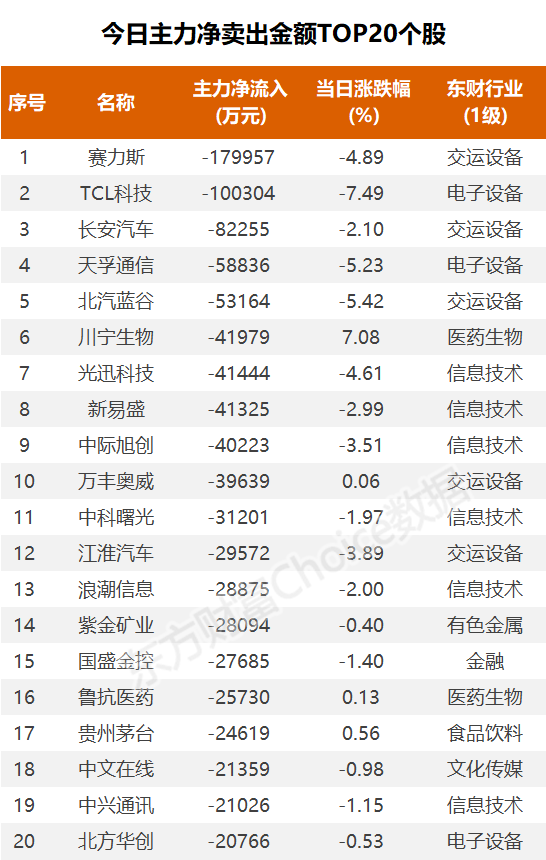 今日主力净卖出金额TOP20个股
序号 名称 主力净流入(万元) 当日涨跌幅(%) 东财行业(1级)
1 赛力斯 -179957 -4.89 交运设备
2 TCL科技 -100304 -7.49 电子设备
3 长安汽车 -82255 -2.10 交运设备
4 天孚通信 -58836 -5.23 电子设备
5 北汽蓝谷 -53164 -5.42 交运设备
6 川宁生物 -41979 7.08 医药生物
7 光迅科技 -41444 -4.61 信息技术
8 新易盛 -41325 -2.99 信息技术
9 中际旭创 -40223 -3.51 信息技术
10 万丰奥威 -39639 0.06 交运设备
11 中科曙光 -31201 -1.97 信息技术
12 江淮汽车 -29572 -3.89 交运设备
13 浪潮信息 -28875 -2.00 信息技术
14 紫金矿业 -28094 -0.40 有色金属
15 国盛金控 -27685 -1.40 金融
16 鲁抗医药 -25730 0.13 医药生物
17 贵州茅台 -24619 0.56 食品饮料
18 中文在线 -21359 -0.98 文化传媒
19 中兴通讯 -21026 -1.15 信息技术
20 北方华创 -20766 -0.53 电子设备
东方财富Choice数据